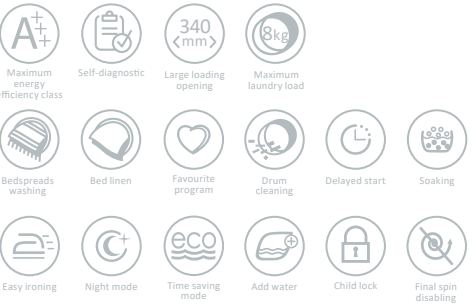 A+++
340
mm
8kg
Maximum
energy
efficiency class
Self-diagnostic
Large loading
opening
Maximum
laundry load
Bedspreads
washing
Bed linen
Favourite
program
Drum
cleaning
Delayed start
Soaking
eco
Easy ironing
Night mode
Time saving
mode
Add water
Child lock
Final spin
disabling